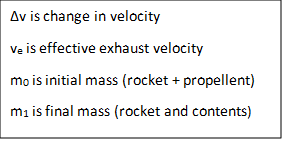 Δv is change in velocity
vₑ is effective exhaust velocity
m₀ is initial mass (rocket + propellent)
m₁ is final mass (rocket and contents)